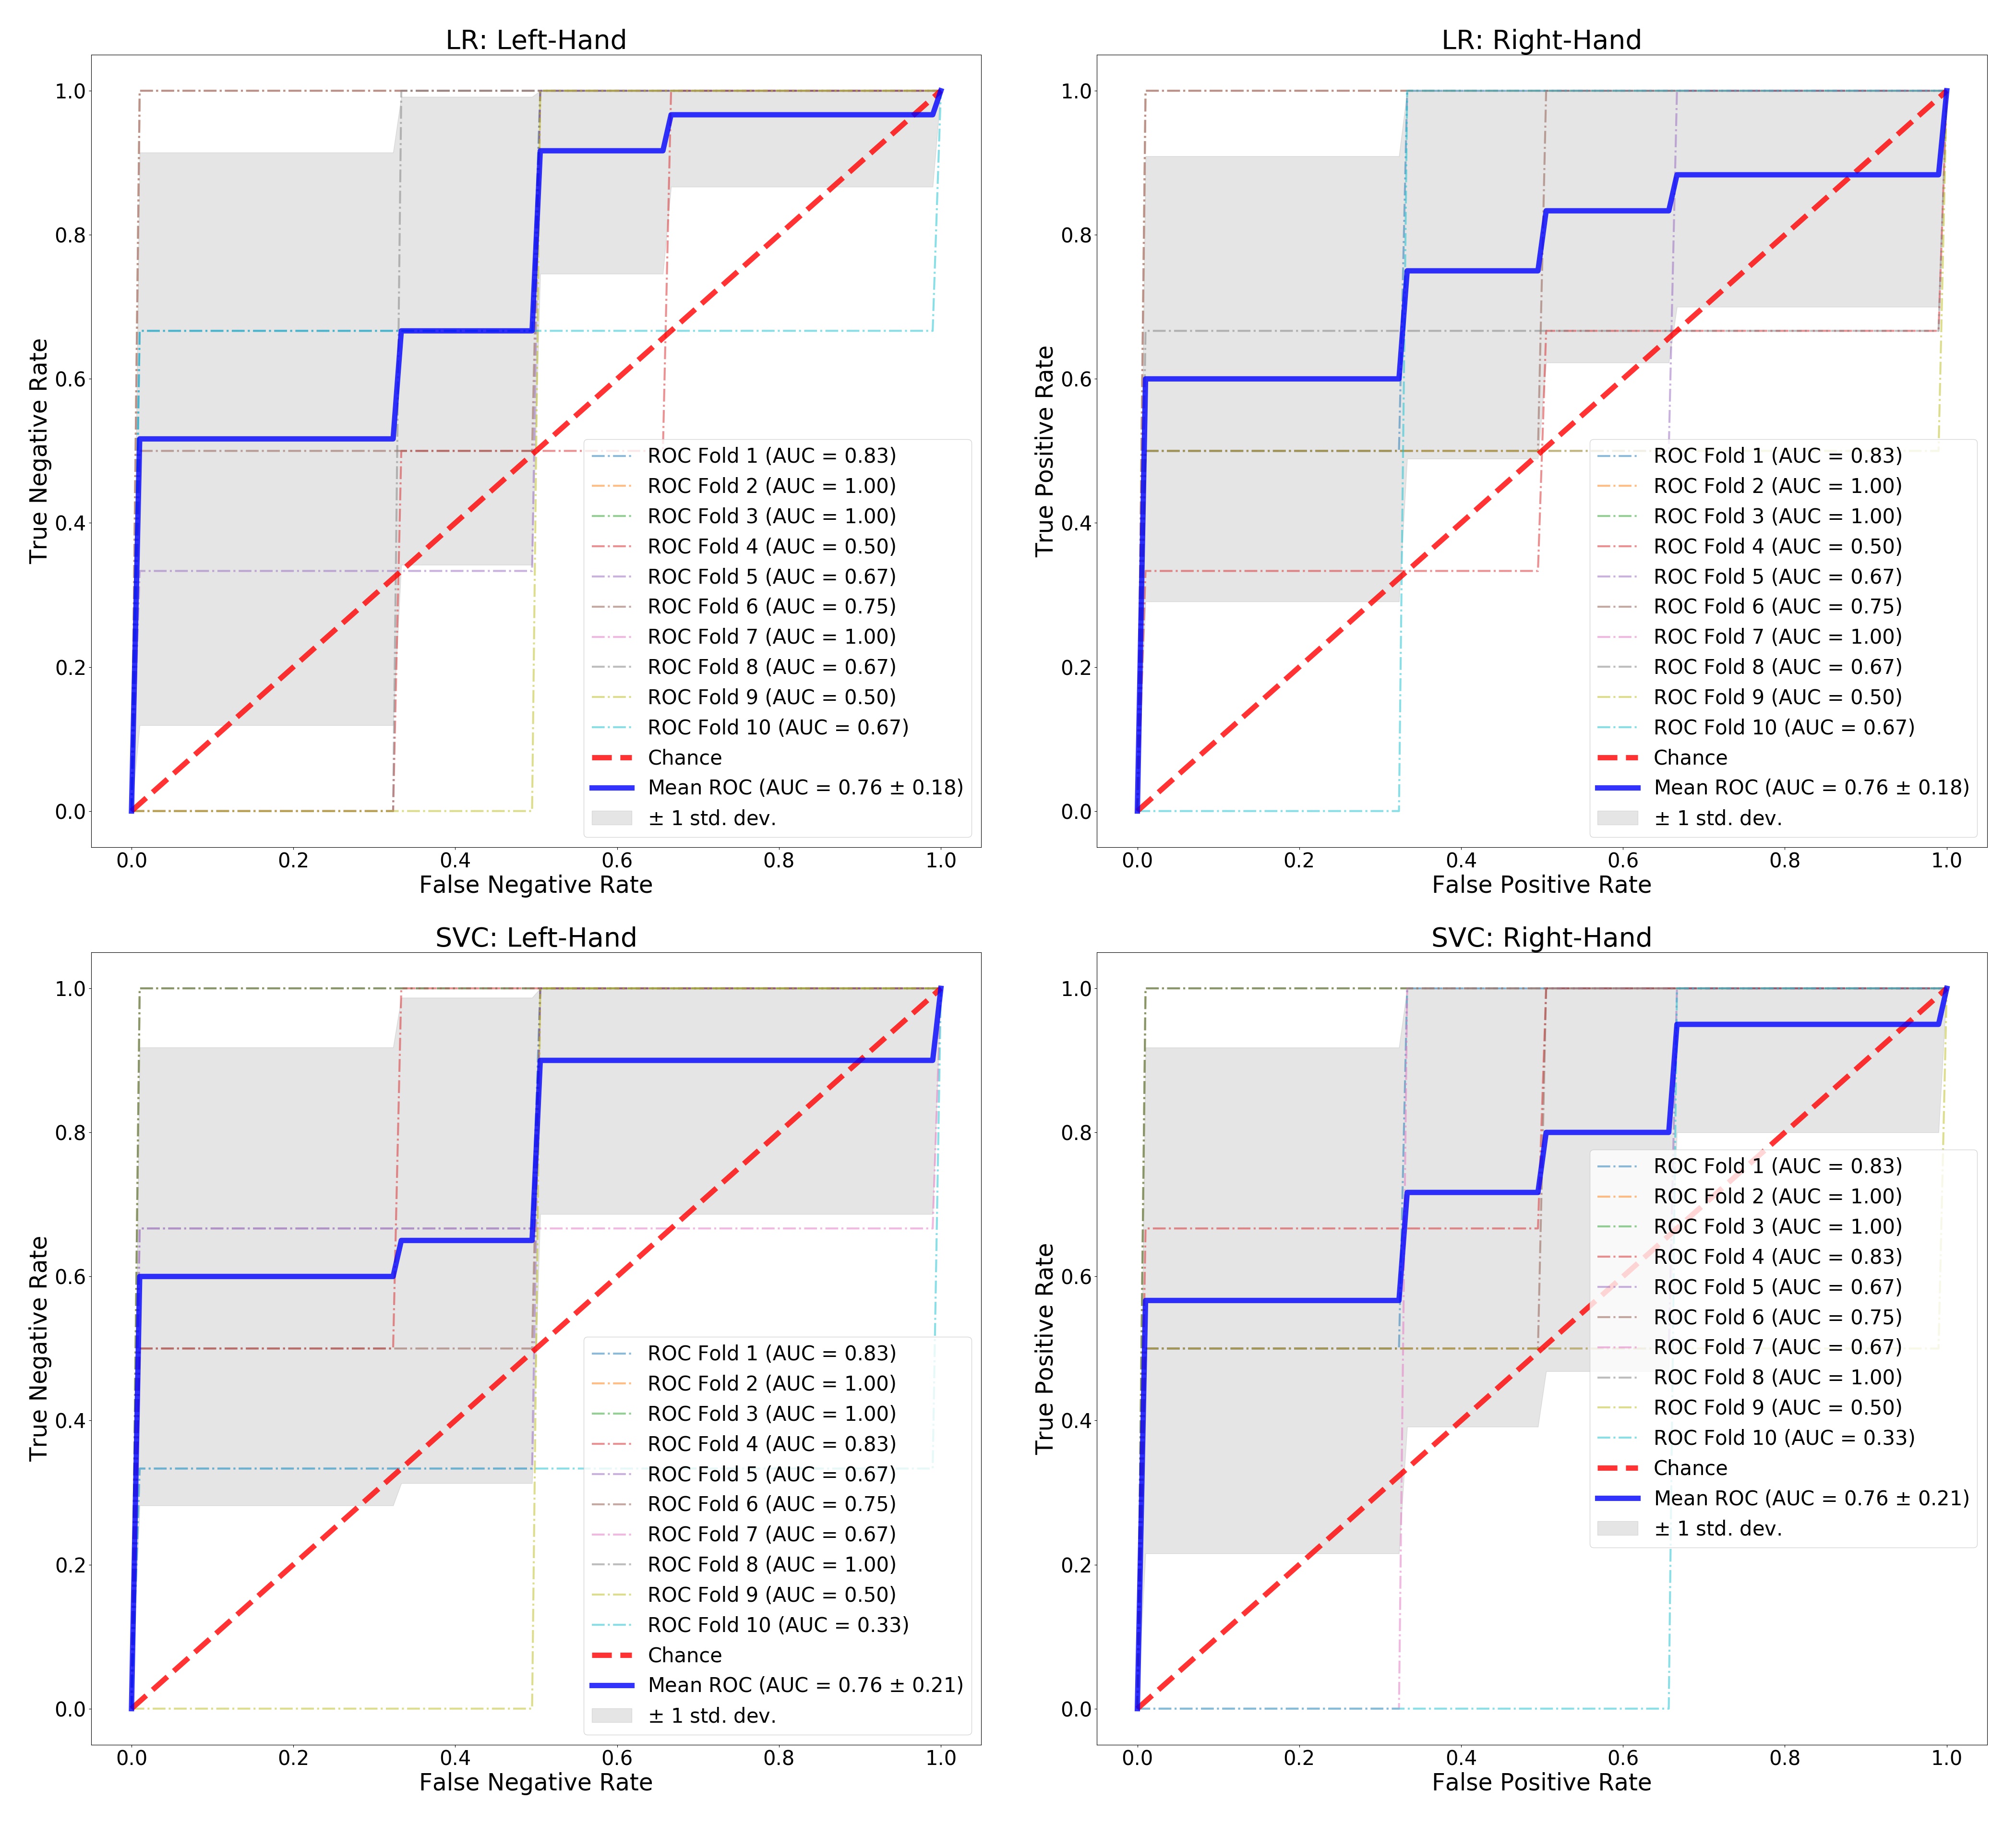 LR: Left-Hand
True Negative Rate
1.0
0.8
0.6
0.4
0.2
0.0
ROC Fold 1 (AUC = 0.83)
ROC Fold 2 (AUC = 1.00)
ROC Fold 3 (AUC = 1.00)
ROC Fold 4 (AUC = 0.50)
ROC Fold 5 (AUC = 0.67)
ROC Fold 6 (AUC = 0.75)
ROC Fold 7 (AUC = 1.00)
ROC Fold 8 (AUC = 0.67)
ROC Fold 9 (AUC = 0.50)
ROC Fold 10 (AUC = 0.67)
Chance
Mean ROC (AUC = 0.76 ± 0.18)
± 1 std. dev.
0.0 0.2 0.4 0.6 0.8 1.0
False Negative Rate
LR: Right-Hand
True Positive Rate
1.0
0.8
0.6
0.4
0.2
0.0
ROC Fold 1 (AUC = 0.83)
ROC Fold 2 (AUC = 1.00)
ROC Fold 3 (AUC = 1.00)
ROC Fold 4 (AUC = 0.50)
ROC Fold 5 (AUC = 0.67)
ROC Fold 6 (AUC = 0.75)
ROC Fold 7 (AUC = 1.00)
ROC Fold 8 (AUC = 0.67)
ROC Fold 9 (AUC = 0.50)
ROC Fold 10 (AUC = 0.67)
Chance
Mean ROC (AUC = 0.76 ± 0.18)
± 1 std. dev.
0.0 0.2 0.4 0.6 0.8 1.0
False Positive Rate
SVC: Left-Hand
True Negative Rate
1.0
0.8
0.6
0.4
0.2
0.0
ROC Fold 1 (AUC = 0.83)
ROC Fold 2 (AUC = 1.00)
ROC Fold 3 (AUC = 1.00)
ROC Fold 4 (AUC = 0.83)
ROC Fold 5 (AUC = 0.67)
ROC Fold 6 (AUC = 0.75)
ROC Fold 7 (AUC = 0.67)
ROC Fold 8 (AUC = 1.00)
ROC Fold 9 (AUC = 0.50)
ROC Fold 10 (AUC = 0.33)
Chance
Mean ROC (AUC = 0.76 ± 0.21)
± 1 std. dev.
0.0 0.2 0.4 0.6 0.8 1.0
False Negative Rate
SVC: Right-Hand
True Positive Rate
1.0
0.8
0.6
0.4
0.2
0.0
ROC Fold 1 (AUC = 0.83)
ROC Fold 2 (AUC = 1.00)
ROC Fold 3 (AUC = 1.00)
ROC Fold 4 (AUC = 0.83)
ROC Fold 5 (AUC = 0.67)
ROC Fold 6 (AUC = 0.75)
ROC Fold 7 (AUC = 0.67)
ROC Fold 8 (AUC = 1.00)
ROC Fold 9 (AUC = 0.50)
ROC Fold 10 (AUC = 0.33)
Chance
Mean ROC (AUC = 0.76 ± 0.21)
± 1 std. dev.
0.0 0.2 0.4 0.6 0.8 1.0
False Positive Rate